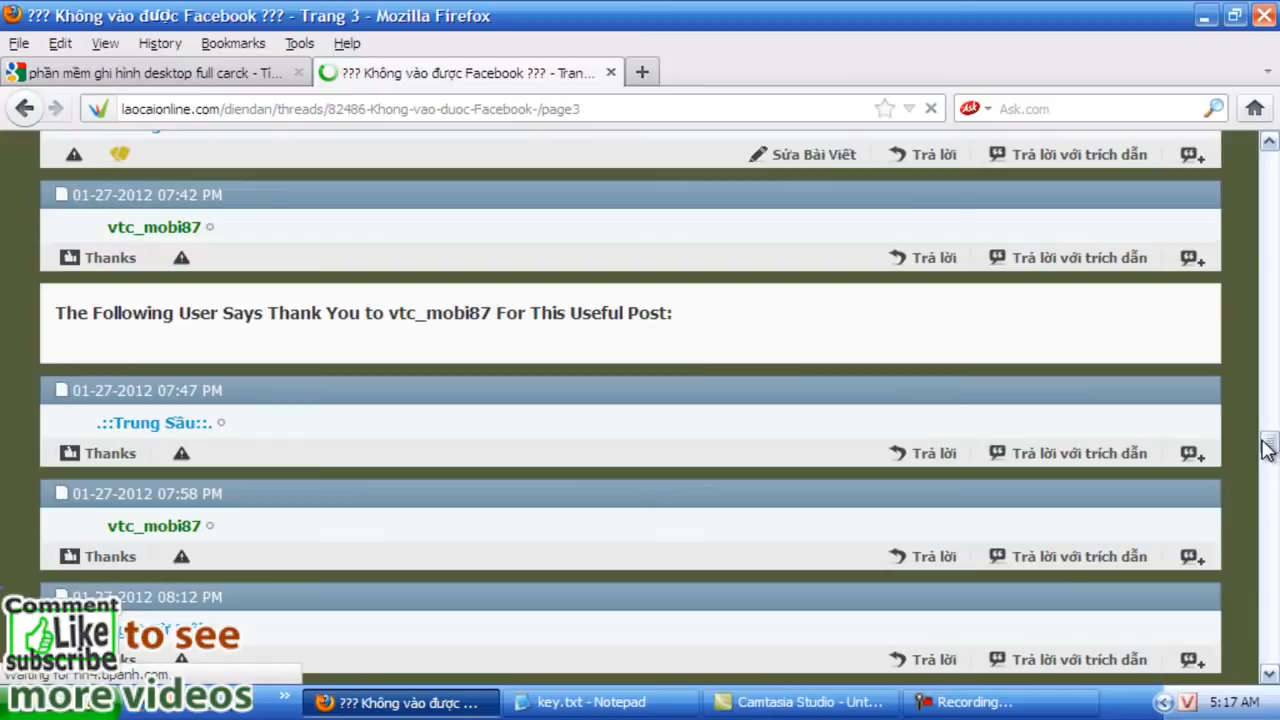 ??? Không vào được Facebook ??? - Trang 3 - Mozilla Firefox
File Edit View History Bookmarks Tools Help
phần mềm ghi hình desktop full carck - Tì... ??? Không vào được Facebook ??? - Tran...
laocaionline.com/diendan/threads/82486-Khong-vao-duoc-Facebook-/page3 Ask Ask.com
Sửa Bài Viết Trả lời Trả lời với trích dẫn
01-27-2012 07:42 PM
vtc_mobi87
Thanks Trả lời Trả lời với trích dẫn
The Following User Says Thank You to vtc_mobi87 For This Useful Post:
01-27-2012 07:47 PM
.::Trung Sầu::.
Thanks Trả lời Trả lời với trích dẫn
01-27-2012 07:58 PM
vtc_mobi87
Thanks Trả lời Trả lời với trích dẫn
01-27-2012 08:12 PM
Trả lời Trả lời với trích dẫn
Comment
Like to see
subscribe
more videos
??? Không vào được ... key.txt - Notepad Camtasia Studio - Unt... Recording... 5:17 AM